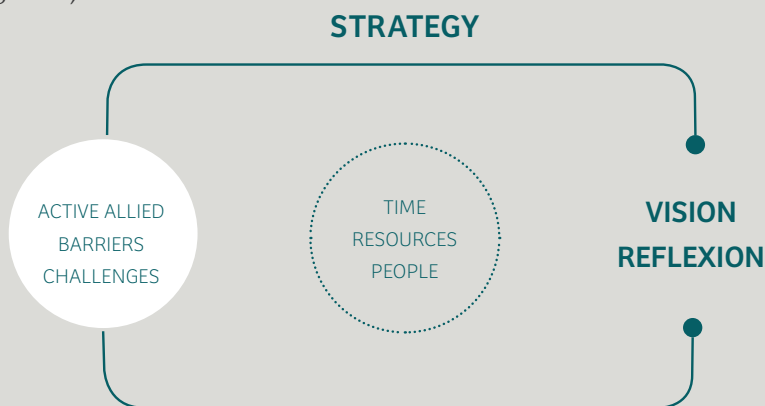 STRATEGY
ACTIVE ALLIED
BARRIERS
CHALLENGES
TIME
RESOURCES
PEOPLE
VISION
REFLEXION